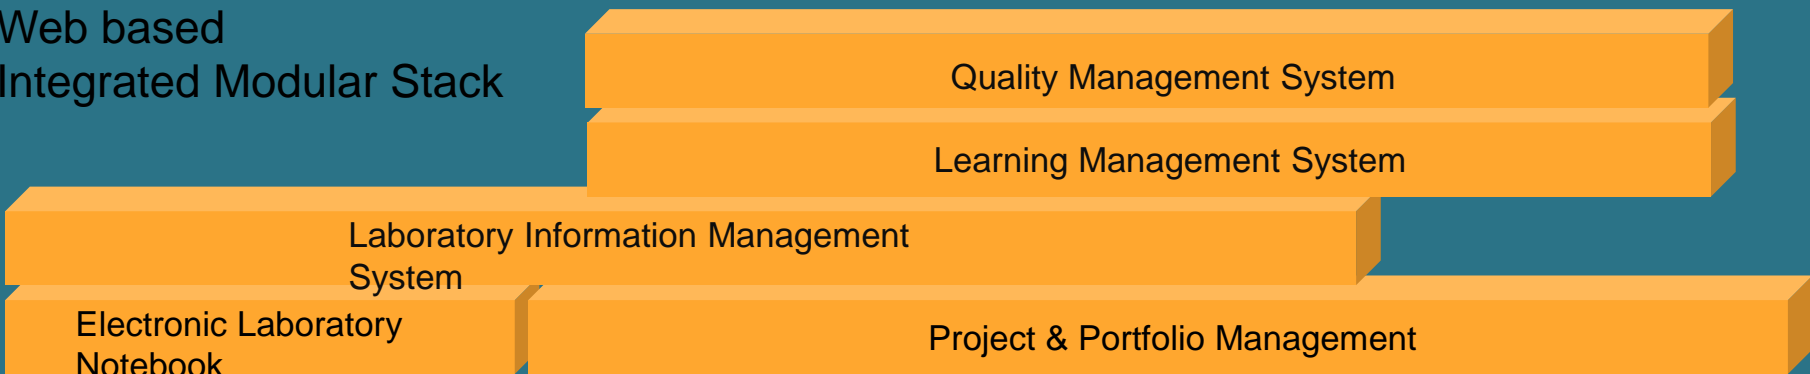 Web based
Integrated Modular Stack
Quality Management System
Learning Management System
Laboratory Information Management
System
Electronic Laboratory
Notebook
Project & Portfolio Management